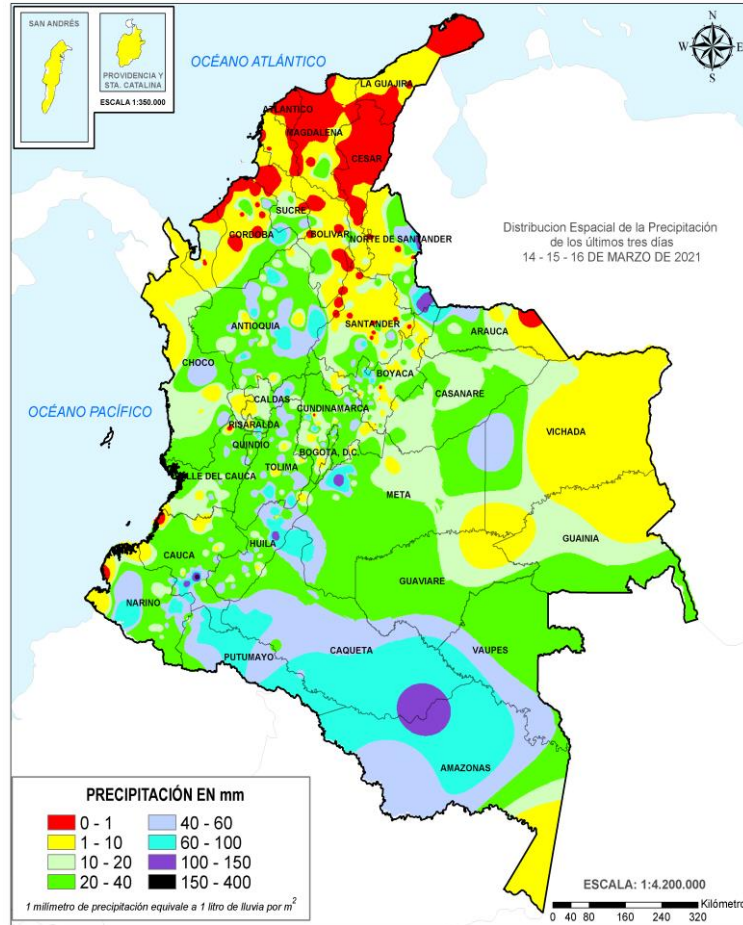 SAN ANDRÉS
PROVIDENCIA Y
STA. CATALINA
ESCALA 1:350.000
OCÉANO ATLÁNTICO
N
W E
S
LA GUAJIRA
ATLANTICO
MAGDALENA
CESAR
SUCRE
CORDOBA
BOLIVAR
NORTE DE SANTANDER
Distribucion Espacial de la Precipitación
de los últimos tres días
14 - 15 - 16 DE MARZO DE 2021
ANTIOQUIA
SANTANDER
ARAUCA
CHOCO
BOYACA
CASANARE
OCÉANO PACÍFICO
CALDAS
CUNDINAMARCA
VICHADA
RISARALDA
QUINDIO
BOGOTA, D.C.
TOLIMA
VALLE DEL CAUCA
META
GUAINIA
CAUCA
HUILA
GUAVIARE
NARINO
CAQUETA
VAUPES
PUTUMAYO
AMAZONAS
PRECIPITACIÓN EN mm
0 - 1 40 - 60
1 - 10 60 - 100
10 - 20 100 - 150
20 - 40 150 - 400
1 milímetro de precipitación equivale a 1 litro de lluvia por m²
ESCALA: 1:4.200.000
Kilóme
0 40 80 160 240 320